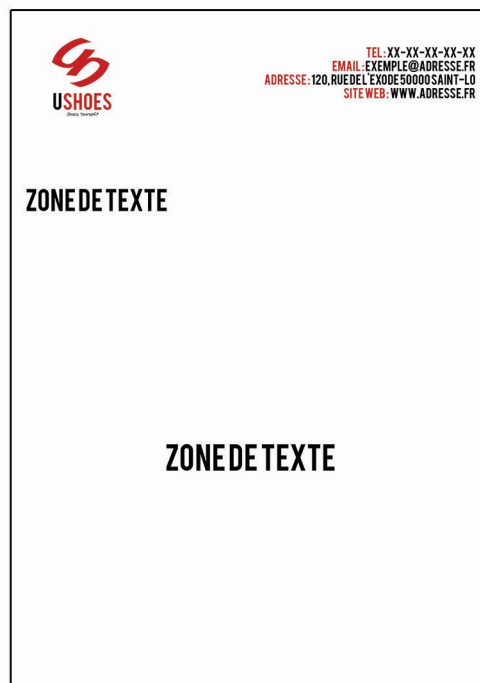 USHOES
Shoes Yourself*
TEL: XX-XX-XX-XX-XX
EMAIL: EXEMPLE@ADRESSE.FR
ADRESSE: 120, RUE DE L'EXODE 50000 SAINT-LO
SITE WEB: WWW.ADRESSE.FR
ZONE DE TEXTE
ZONE DE TEXTE